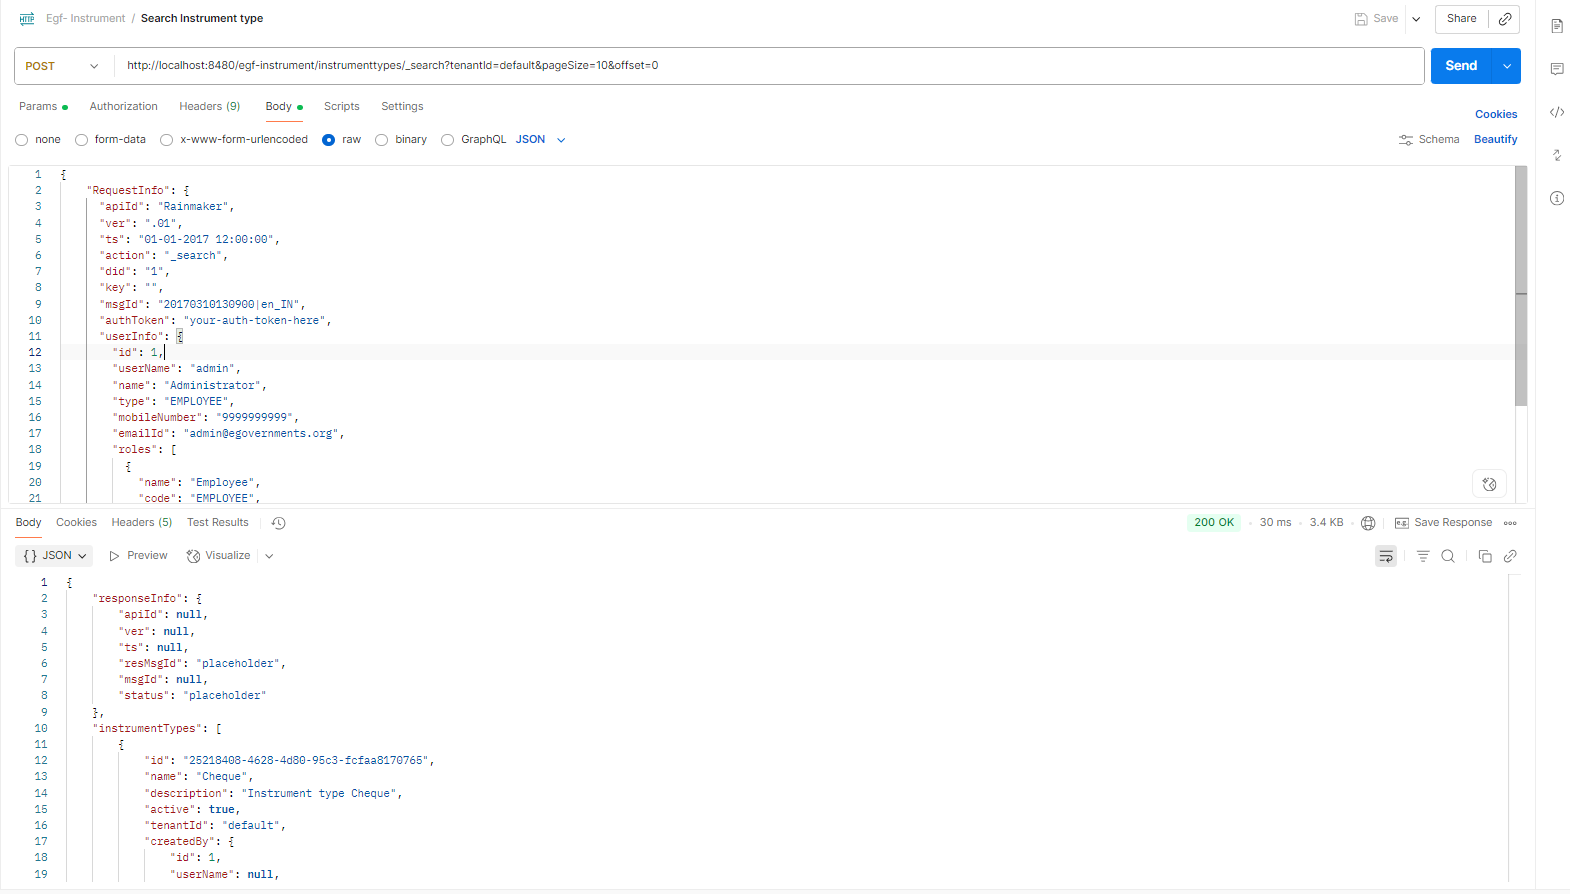 HTTP Egf- Instrument / Search Instrument type Save Share
POST http://localhost:8480/egf-instrument/instrumenttypes/_search?tenantId=default&pageSize=10&offset=0 Send
Params Authorization Headers (9) Body Scripts Settings Cookies
none form-data x-www-form-urlencoded raw binary GraphQL JSON Schema Beautify
1 {
2 "RequestInfo": {
3 "apiId": "Rainmaker",
4 "ver": ".01",
5 "ts": "01-01-2017 12:00:00",
6 "action": "_search",
7 "did": "1",
8 "key": "",
9 "msgId": "20170310130900|en_IN",
10 "authToken": "your-auth-token-here",
11 "userInfo": {
12 "id": 1,
13 "userName": "admin",
14 "name": "Administrator",
15 "type": "EMPLOYEE",
16 "mobileNumber": "9999999999",
17 "emailId": "admin@egovernments.org",
18 "roles": [
19 {
20 "name": "Employee",
21 "code": "EMPLOYEE",
Body Cookies Headers (5) Test Results 200 OK 30 ms 3.4 KB e.g. Save Response
{} JSON Preview Visualize
1 {
2 "responseInfo": {
3 "apiId": null,
4 "ver": null,
5 "ts": null,
6 "resMsgId": "placeholder",
7 "msgId": null,
8 "status": "placeholder"
9 },
10 "instrumentTypes": [
11 {
12 "id": "25218408-4628-4d80-95c3-fcfaa8170765",
13 "name": "Cheque",
14 "description": "Instrument type Cheque",
15 "active": true,
16 "tenantId": "default",
17 "createdBy": {
18 "id": 1,
19 "userName": null,